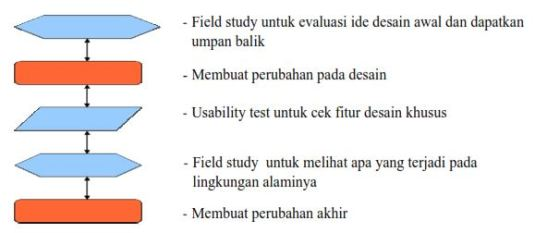 - Field study untuk evaluasi ide desain awal dan dapatkan
umpan balik
- Membuat perubahan pada desain
- Usability test untuk cek fitur desain khusus
- Field study untuk melihat apa yang terjadi pada
lingkungan alaminya
- Membuat perubahan akhir